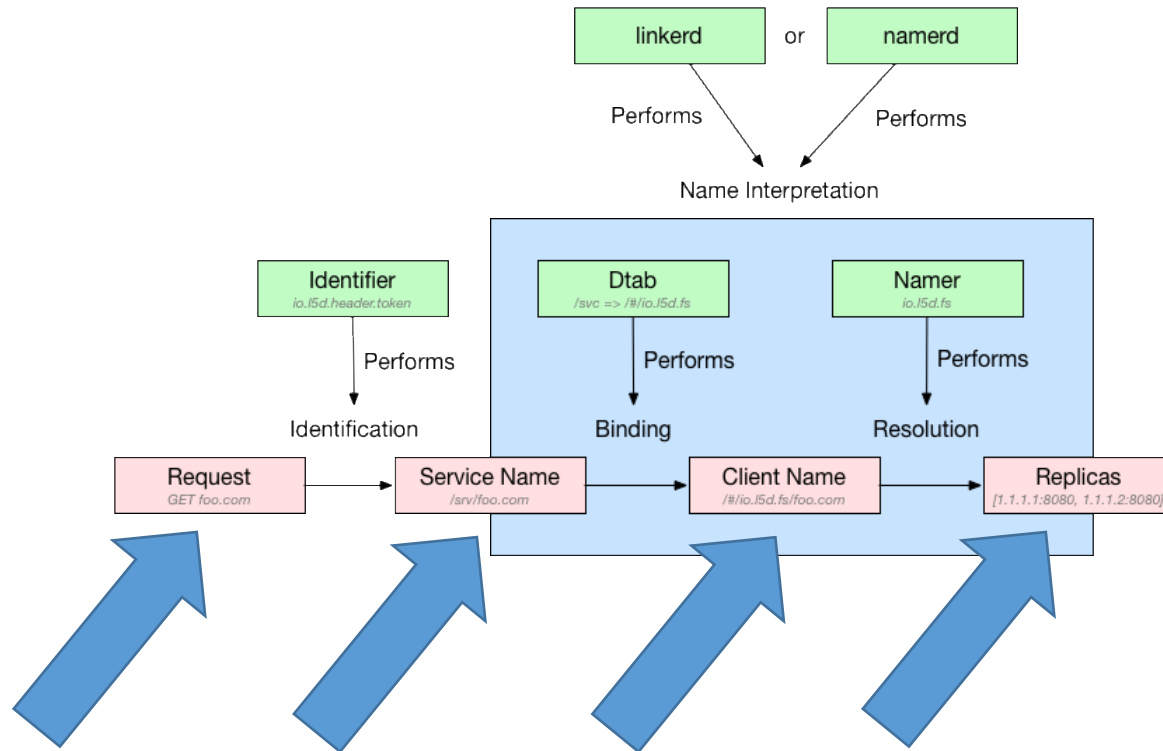 linkerd
or
namerd
Performs
Performs
Name Interpretation
Identifier
io.l5d.header.token
Dtab
/svc => /#/io.l5d.fs
Namer
io.l5d.fs
Performs
Performs
Performs
Identification
Binding
Resolution
Request
GET foo.com
Service Name
/srv/foo.com
Client Name
/#/io.l5d.fs/foo.com
Replicas
[1.1.1.1:8080, 1.1.1.2:8080]